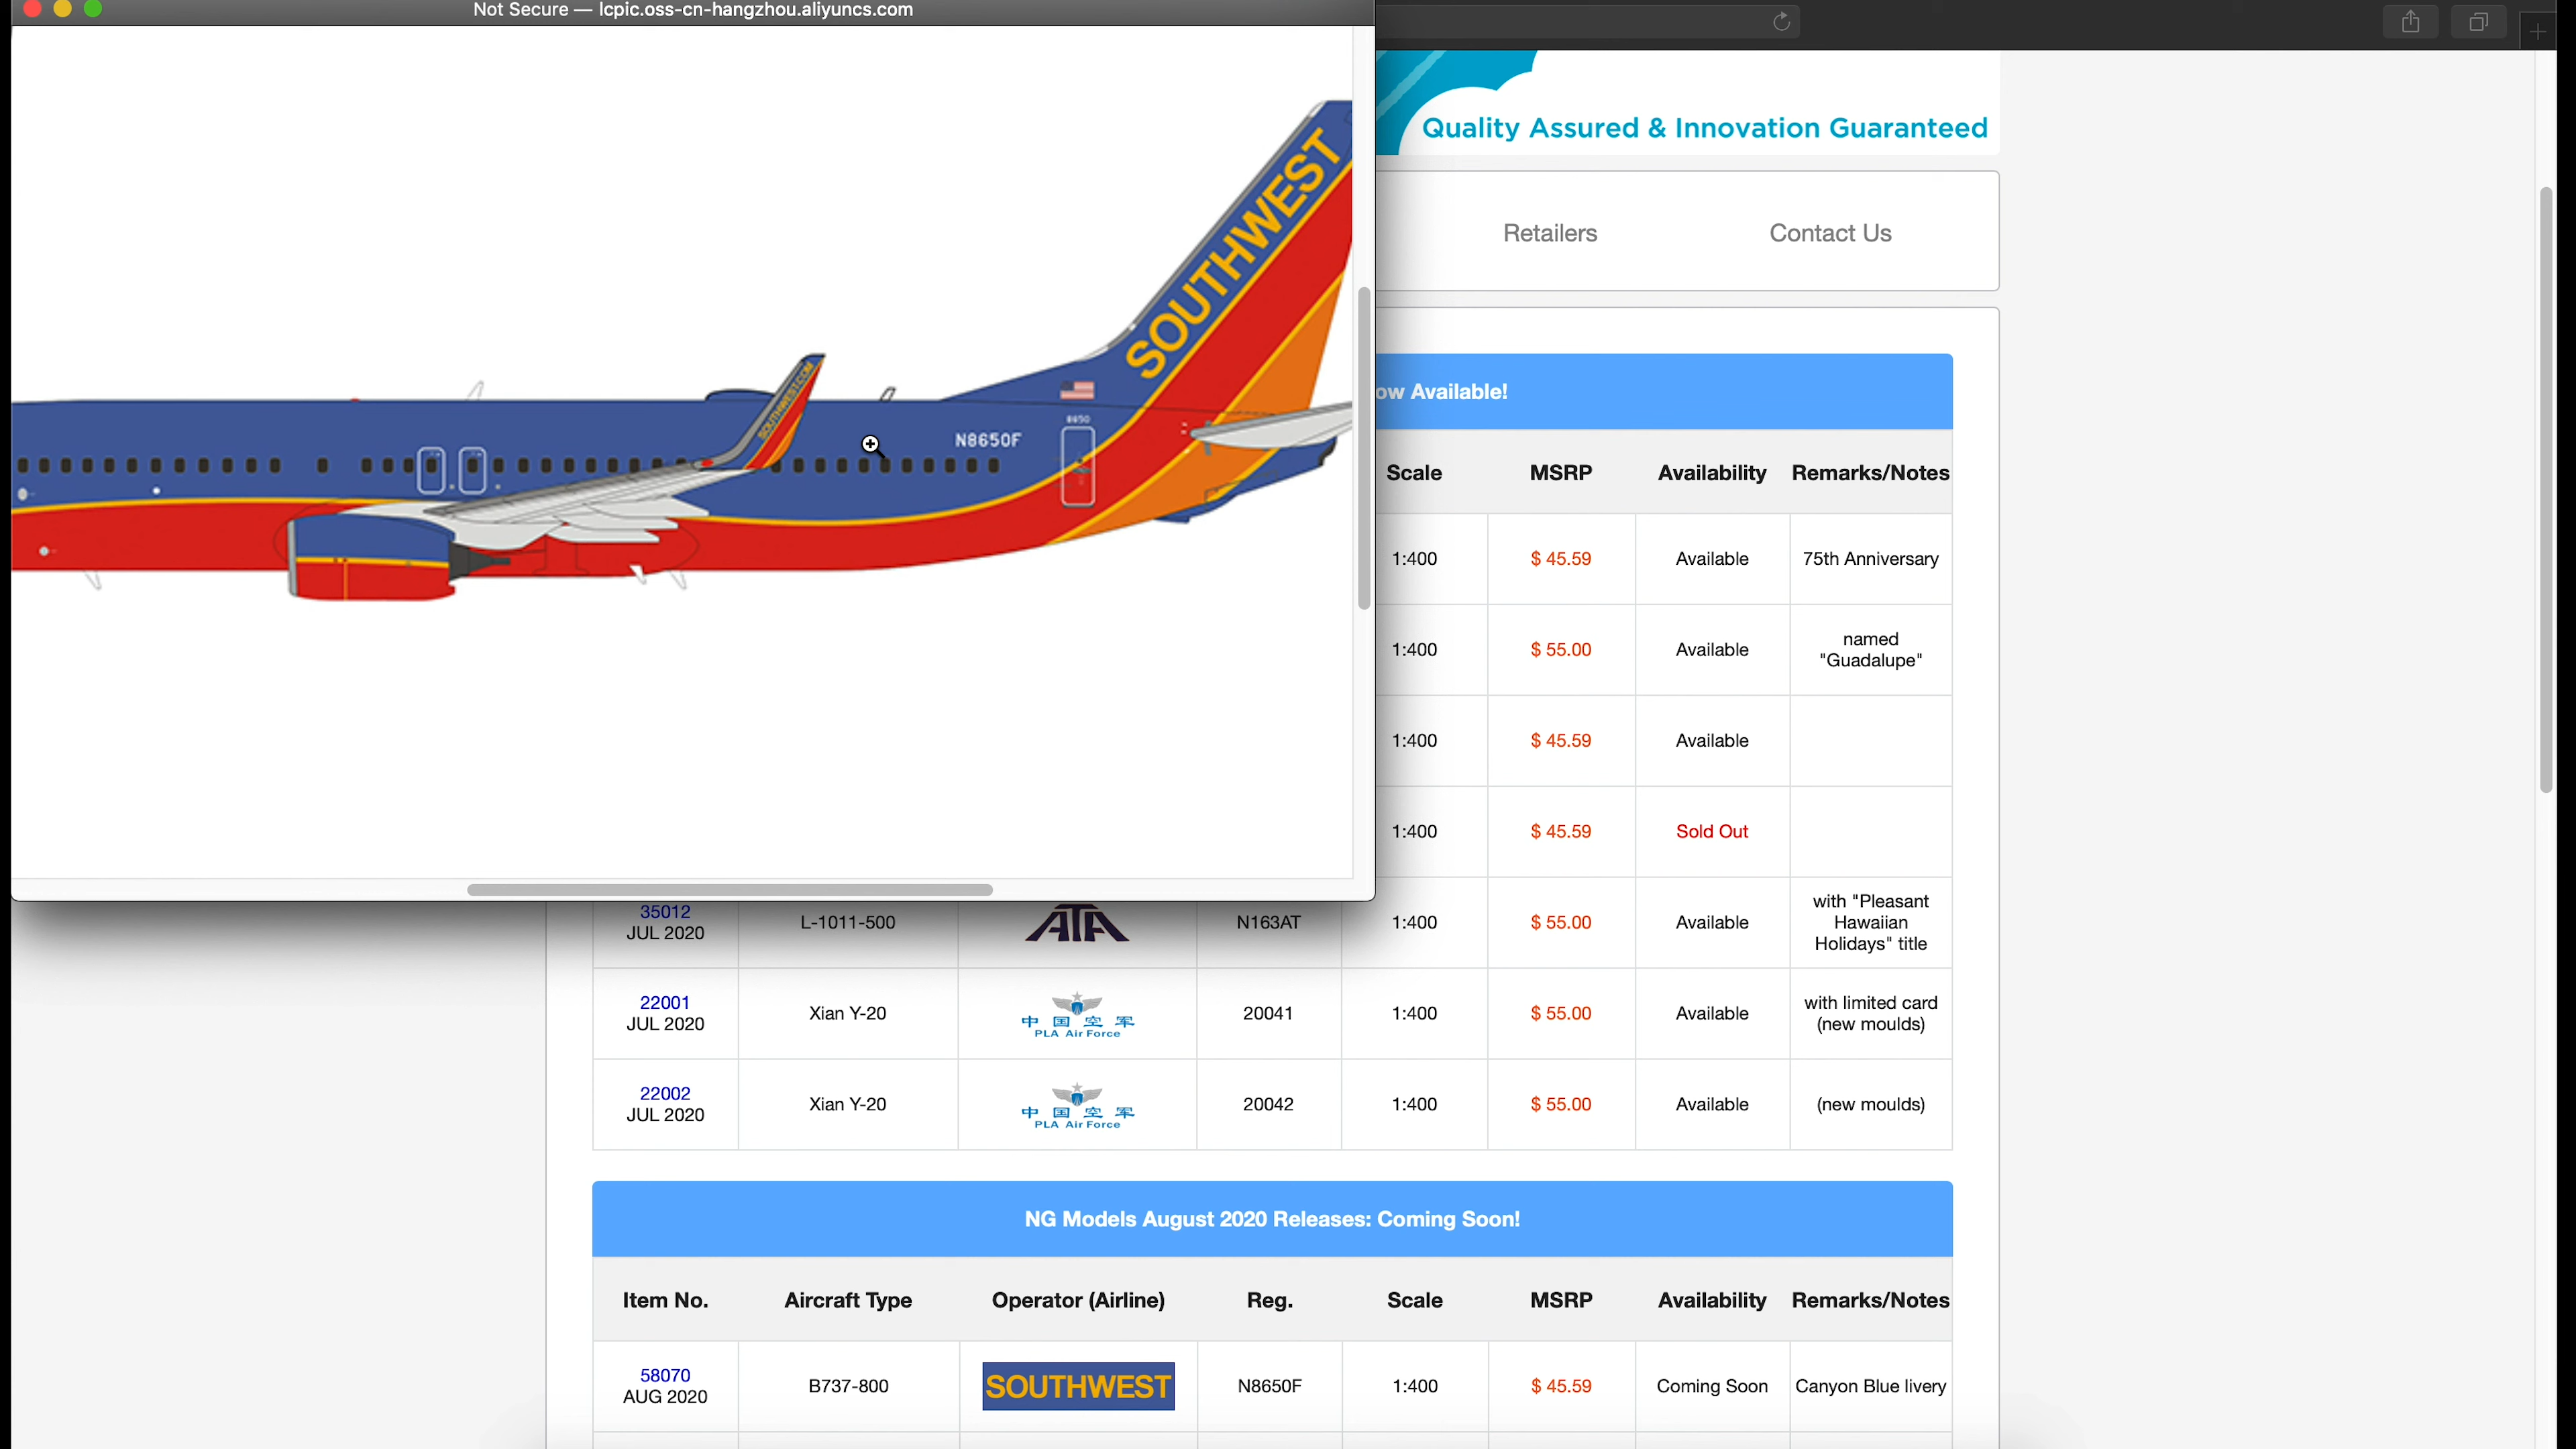 Not Secure — lcpic.oss-cn-hangzhou.aliyuncs.com
SOUTHWEST
SOUTHWEST.COM
N8650F
8650
Quality Assured & Innovation Guaranteed
Retailers Contact Us
ow Available!
Scale MSRP Availability Remarks/Notes
1:400 $ 45.59 Available 75th Anniversary
1:400 $ 55.00 Available named
"Guadalupe"
1:400 $ 45.59 Available
1:400 $ 45.59 Sold Out
35012
JUL 2020 L-1011-500 ATA N163AT 1:400 $ 55.00 Available with "Pleasant
Hawaiian
Holidays" title
22001
JUL 2020 Xian Y-20 中国空军
PLA Air Force 20041 1:400 $ 55.00 Available with limited card
(new moulds)
22002
JUL 2020 Xian Y-20 中国空军
PLA Air Force 20042 1:400 $ 55.00 Available (new moulds)
NG Models August 2020 Releases: Coming Soon!
Item No. Aircraft Type Operator (Airline) Reg. Scale MSRP Availability Remarks/Notes
58070
AUG 2020 B737-800 SOUTHWEST N8650F 1:400 $ 45.59 Coming Soon Canyon Blue livery